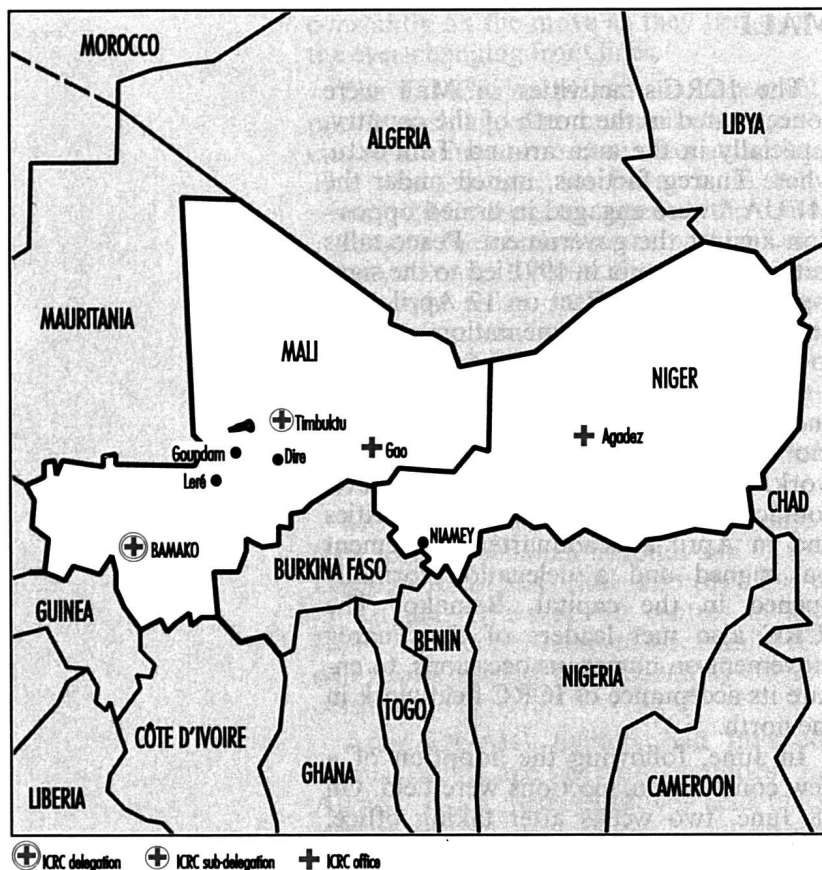 MOROCCO
ALGERIA
LIBYA
MAURITANIA
MALI
NIGER
Timbuktu
Goundam
Diré
Gao
Agadez
Leré
CHAD
BAMAKO
NIAMEY
BURKINA FASO
GUINEA
BENIN
NIGERIA
CÔTE D'IVOIRE
TOGO
GHANA
LIBERIA
CAMEROON
ICRC delegation ICRC sub-delegation ICRC office